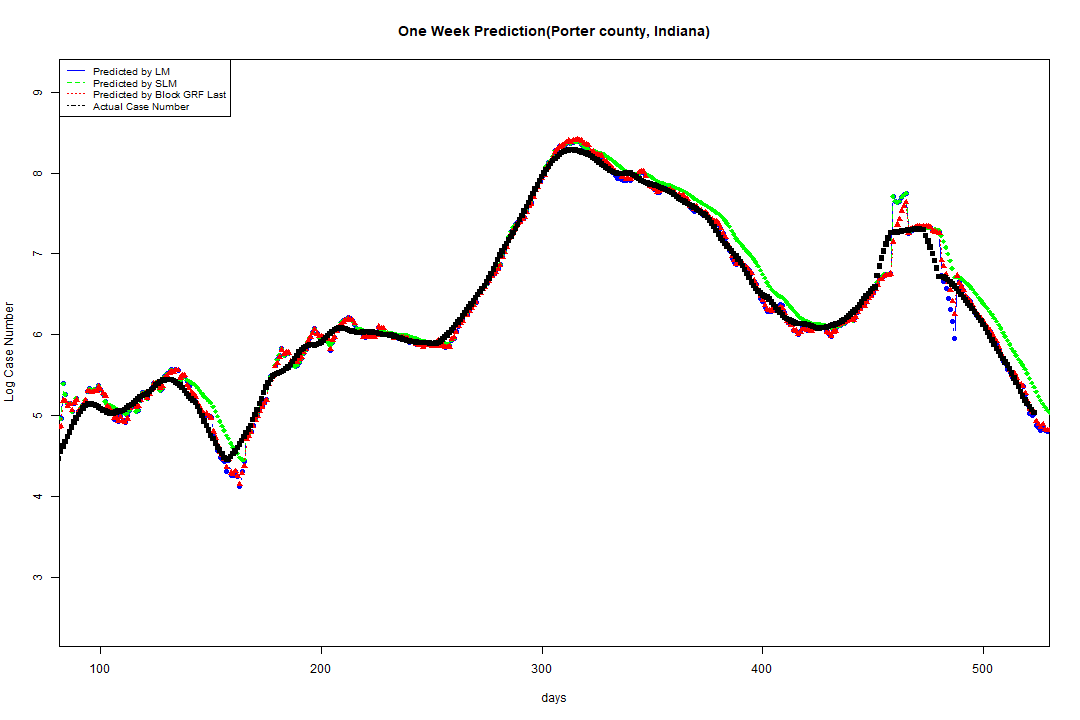 One Week Prediction(Porter county, Indiana)
Predicted by LM
Predicted by SLM
Predicted by Block GRF Last
Actual Case Number
9
8
7
6
5
4
3
Log Case Number
100 200 300 400 500
days